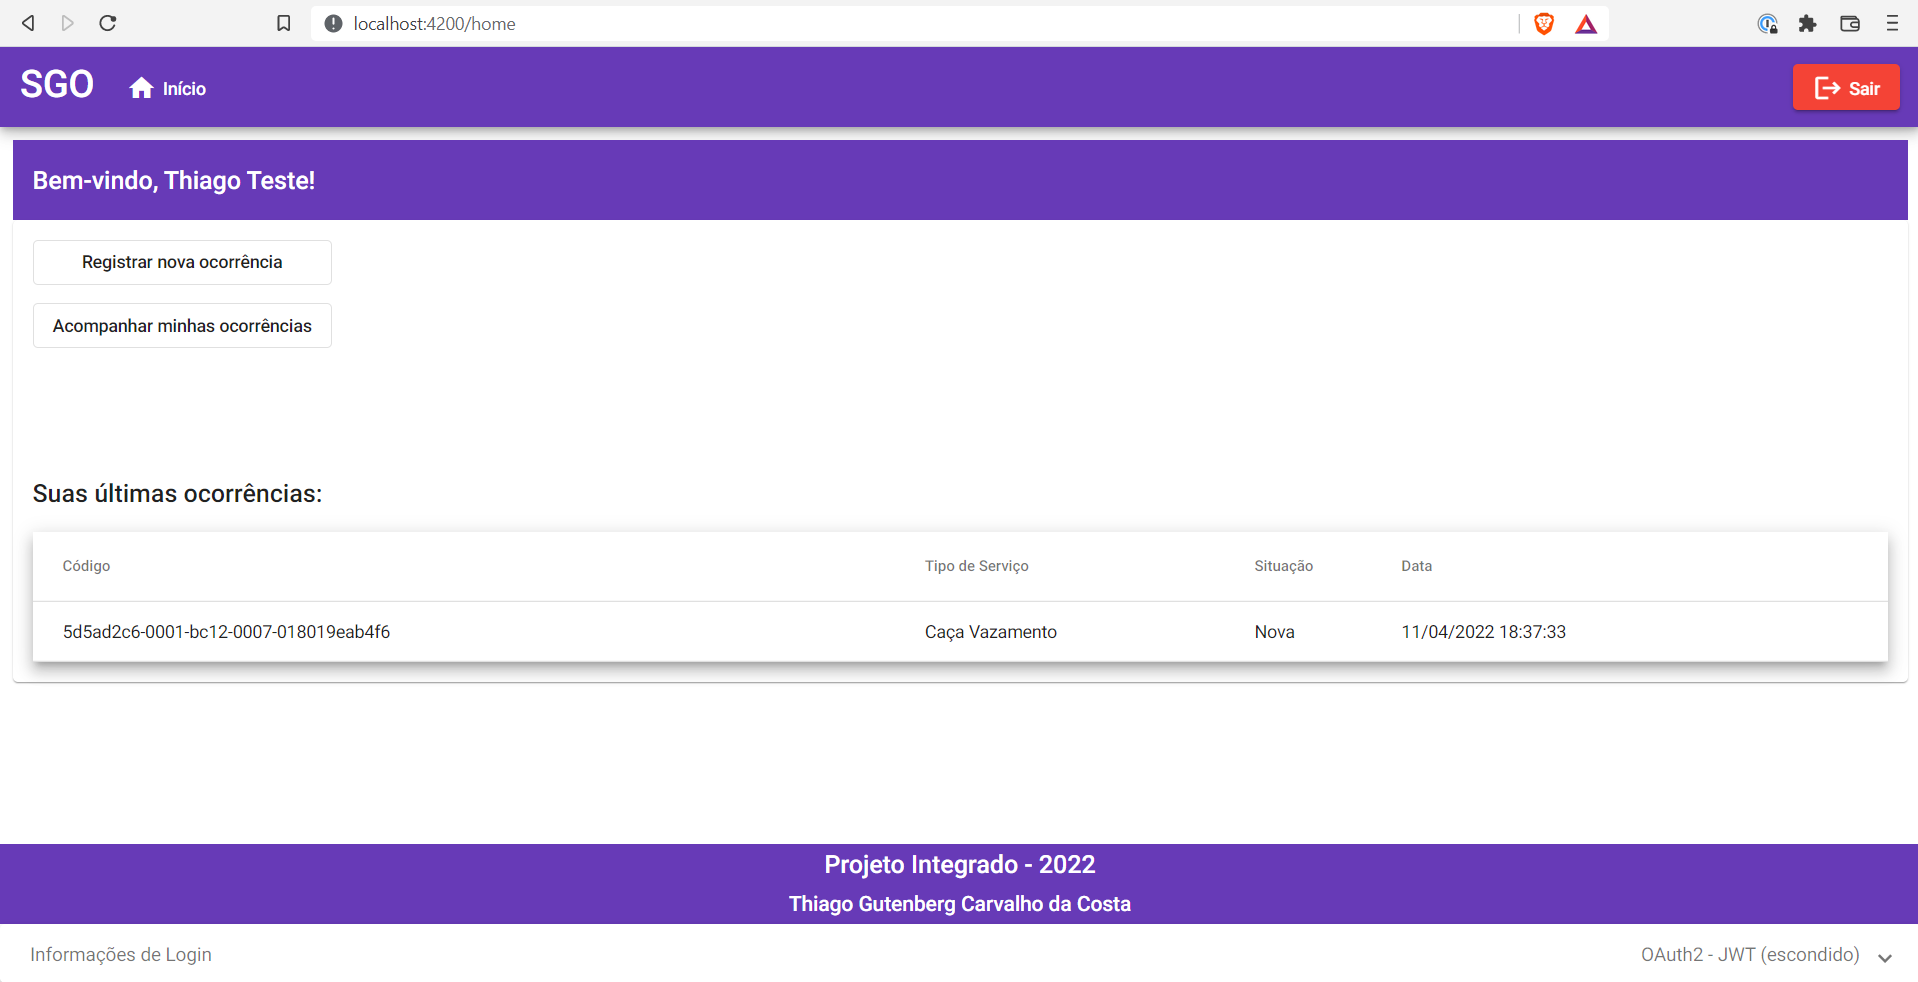 localhost:4200/home
SGO Início Sair
Bem-vindo, Thiago Teste!
Registrar nova ocorrência
Acompanhar minhas ocorrências
Suas últimas ocorrências:
Código Tipo de Serviço Situação Data
5d5ad2c6-0001-bc12-0007-018019eab4f6 Caça Vazamento Nova 11/04/2022 18:37:33
Projeto Integrado - 2022
Thiago Gutenberg Carvalho da Costa
Informações de Login OAuth2 - JWT (escondido)